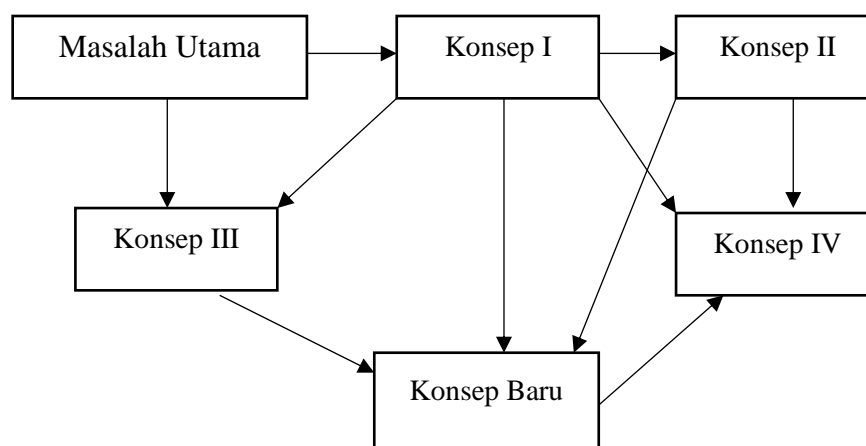 Masalah Utama
Konsep I
Konsep II
Konsep III
Konsep IV
Konsep Baru